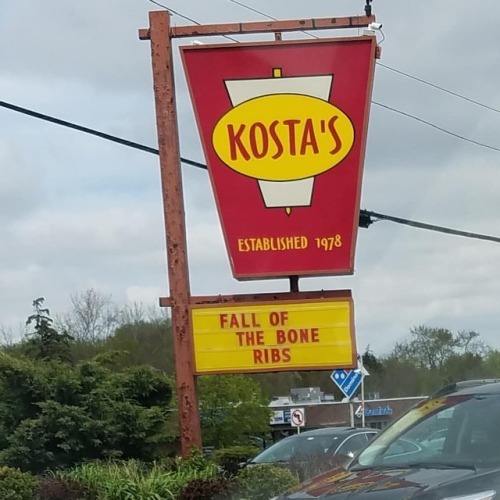 KOSTA'S
ESTABLISHED 1978
FALL OF
THE BONE
RIBS